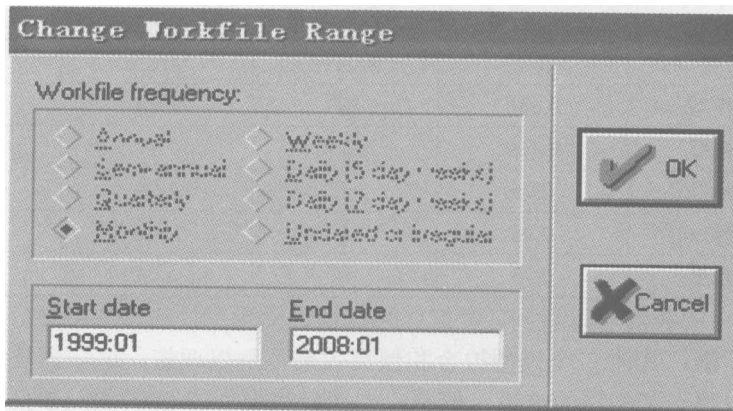 Change Workfile Range
Workfile frequency:
Annual
Semi-annual
Quarterly
Monthly
Weekly
Daily [5 day weeks]
Daily [7 day weeks]
Undated or irregular
Start date
1999:01
End date
2008:01
OK
Cancel